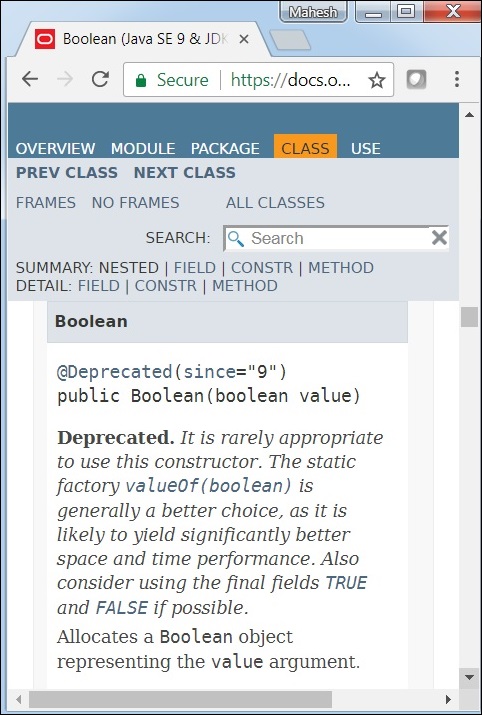 Mahesh
Boolean (Java SE 9 & JDK
Secure https://docs.o...
OVERVIEW MODULE PACKAGE CLASS USE
PREV CLASS NEXT CLASS
FRAMES NO FRAMES ALL CLASSES
SEARCH: Search
SUMMARY: NESTED | FIELD | CONSTR | METHOD
DETAIL: FIELD | CONSTR | METHOD
Boolean
@Deprecated(since="9")
public Boolean(boolean value)
Deprecated. It is rarely appropriate
to use this constructor. The static
factory valueOf(boolean) is
generally a better choice, as it is
likely to yield significantly better
space and time performance. Also
consider using the final fields TRUE
and FALSE if possible.
Allocates a Boolean object
representing the value argument.